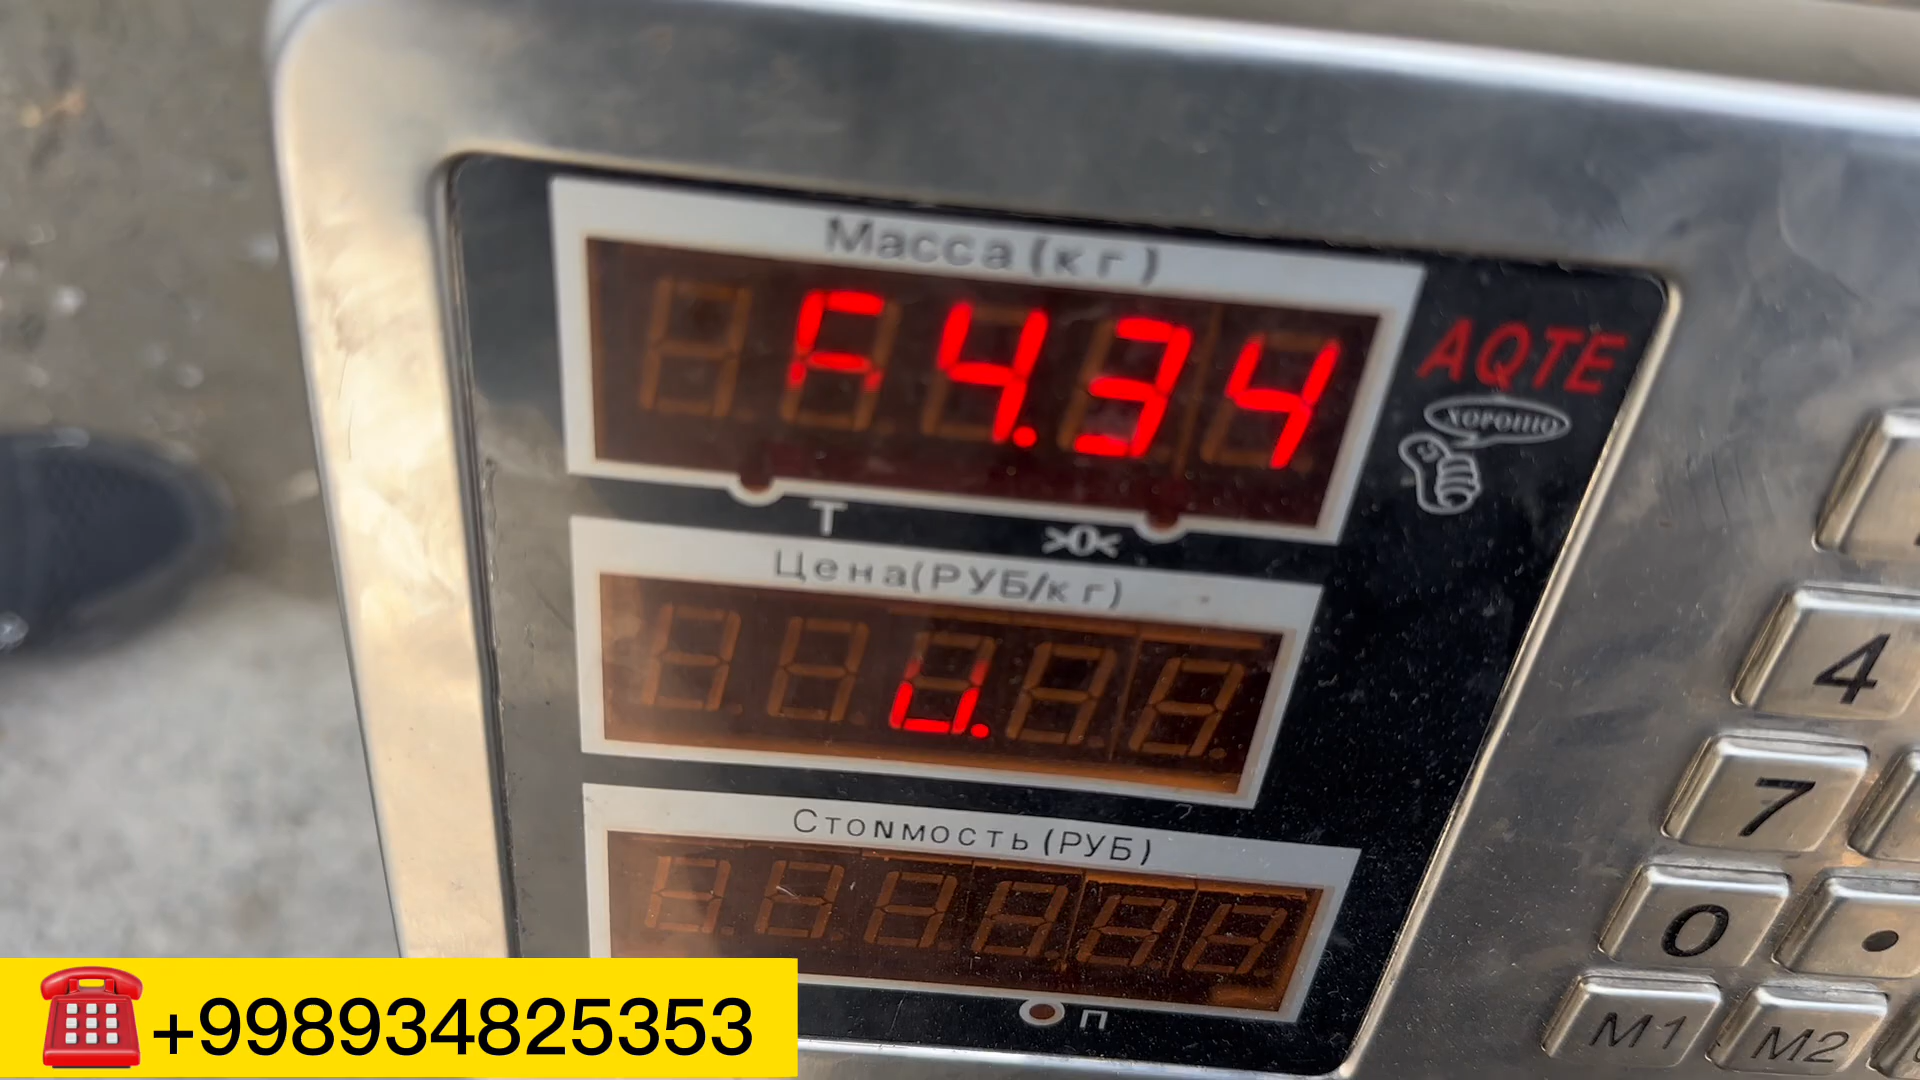 Масса (кг)
F4.34
AQTE
ХОРОШО
T >0<
Цена(РУБ/кг)
СтоNмость(РУБ)
П
4
7
0
.
M1 M2
+998934825353